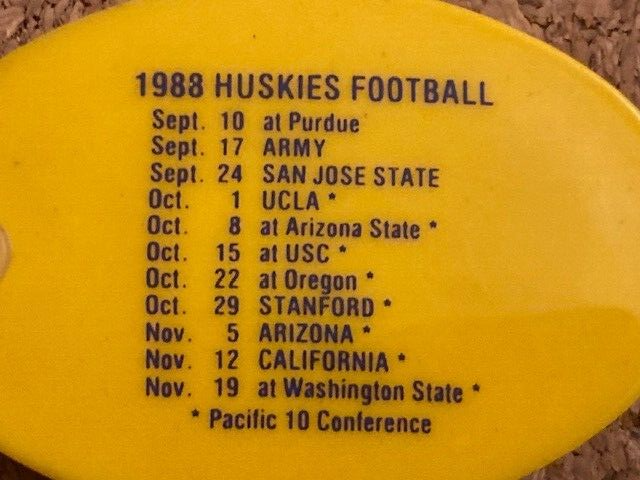 1988 HUSKIES FOOTBALL
Sept. 10 at Purdue
Sept. 17 ARMY
Sept. 24 SAN JOSE STATE
Oct. 1 UCLA *
Oct. 8 at Arizona State *
Oct. 15 at USC *
Oct. 22 at Oregon *
Oct. 29 STANFORD *
Nov. 5 ARIZONA *
Nov. 12 CALIFORNIA *
Nov. 19 at Washington State *
* Pacific 10 Conference